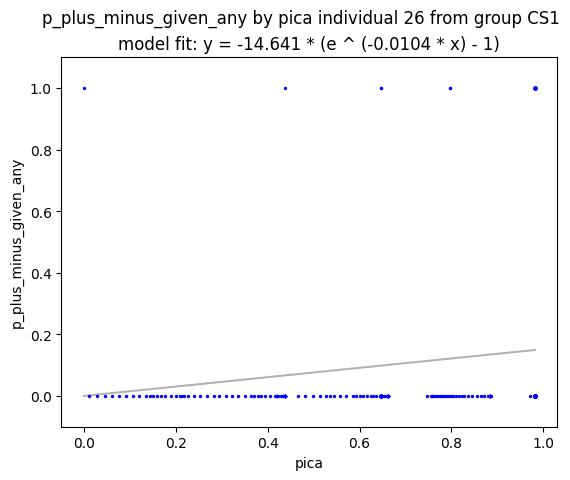 p_plus_minus_given_any by pica individual 26 from group CS1
model fit: y = -14.641 * (e ^ (-0.0104 * x) - 1)
1.0
0.8
0.6
0.4
0.2
0.0
p_plus_minus_given_any
0.0 0.2 0.4 0.6 0.8 1.0
pica